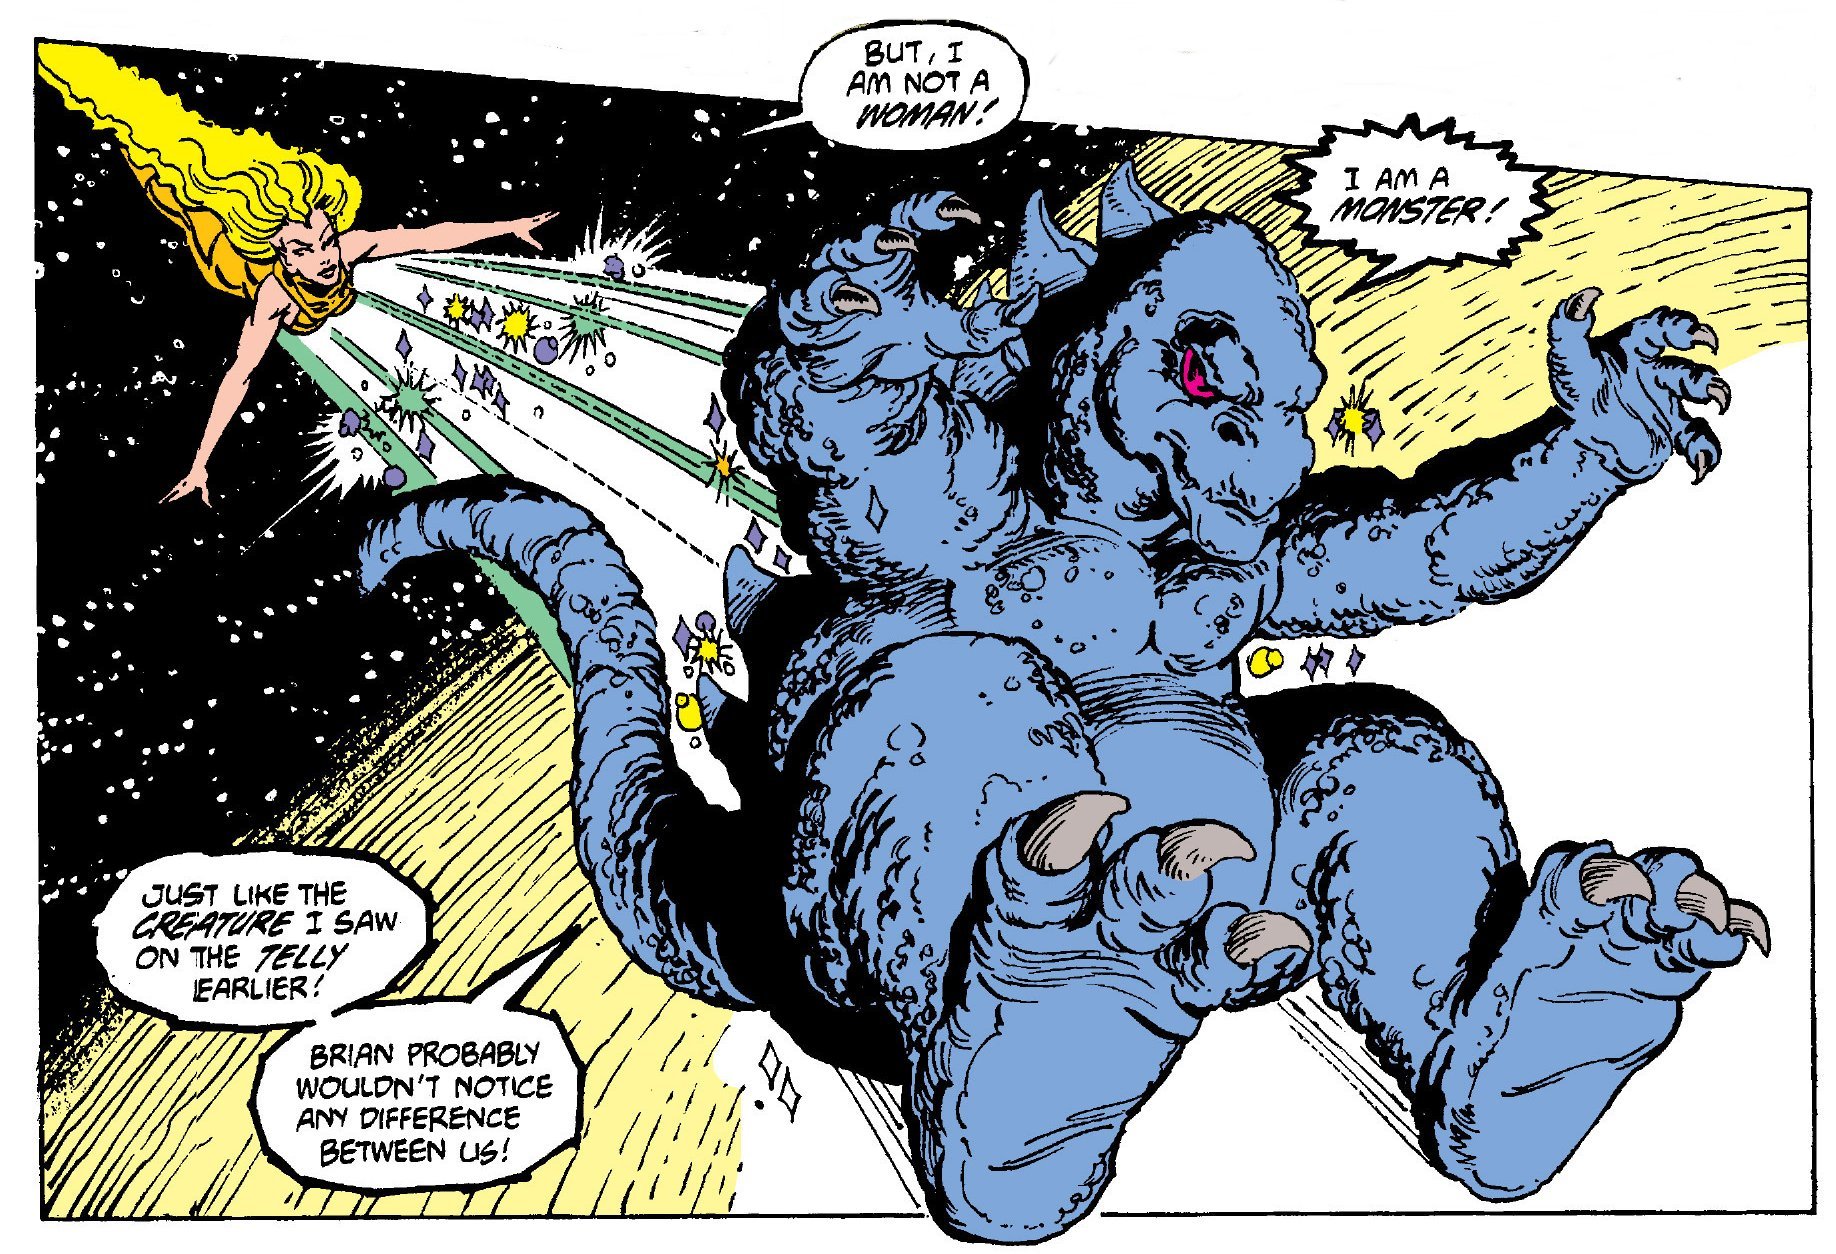 BUT, I
AM NOT A
WOMAN!
I AM A
MONSTER!
JUST LIKE THE
CREATURE I SAW
ON THE TELLY
EARLIER!
BRIAN PROBABLY
WOULDN'T NOTICE
ANY DIFFERENCE
BETWEEN US!